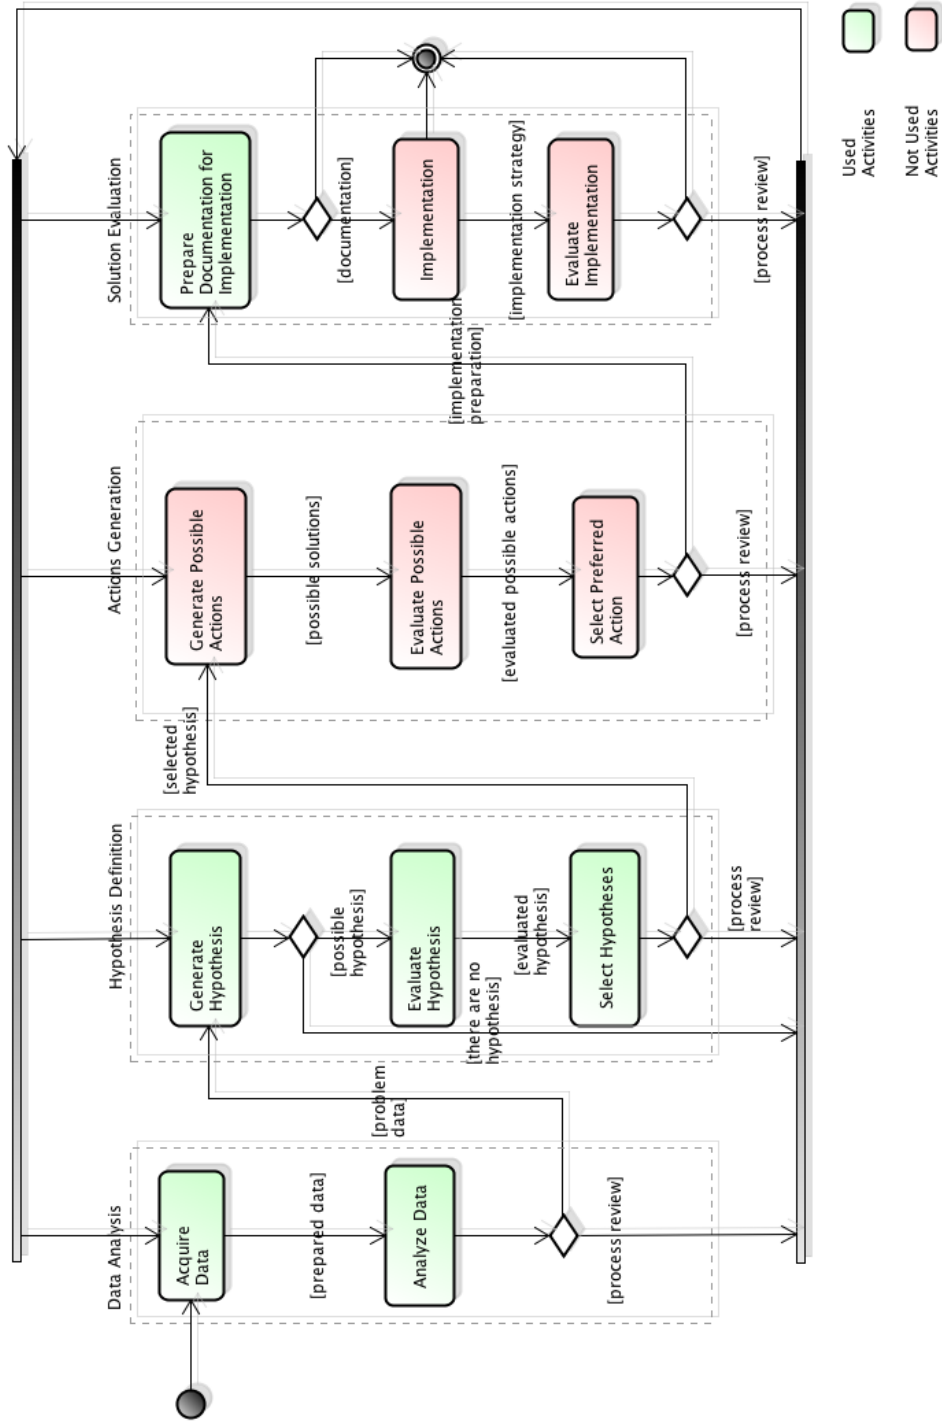 Data Analysis
Acquire
Data
[prepared data]
Analyze Data
[process review]
[problem
data]
Hypothesis Definition
Generate
Hypothesis
[possible
hypothesis]
[there are no
hypothesis]
Evaluate
Hypothesis
[evaluated
hypothesis]
Select Hypotheses
[process
review]
[selected
hypothesis]
Actions Generation
Generate Possible
Actions
[possible solutions]
Evaluate Possible
Actions
[evaluated possible actions]
Select Preferred
Action
[process review]
[implementation
preparation]
Solution Evaluation
Prepare
Documentation for
Implementation
[documentation]
Implementation
[implementation strategy]
Evaluate
Implementation
[process review]
Used
Activities
Not Used
Activities